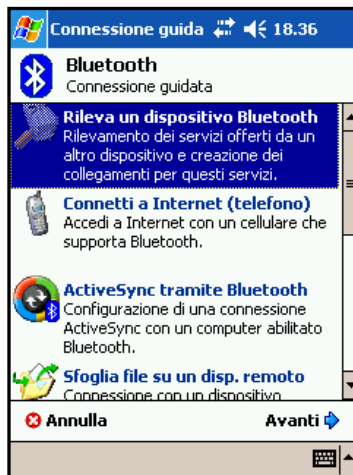 Connessione guida 18.36
Bluetooth
Connessione guidata
Rileva un dispositivo Bluetooth
Rilevamento dei servizi offerti da un
altro dispositivo e creazione dei
collegamenti per questi servizi.
Connetti a Internet (telefono)
Accedi a Internet con un cellulare che
supporta Bluetooth.
ActiveSync tramite Bluetooth
Configurazione di una connessione
ActiveSync con un computer abilitato
Bluetooth.
Sfoglia file su un disp. remoto
Connessione con un dispositivo
Annulla Avanti